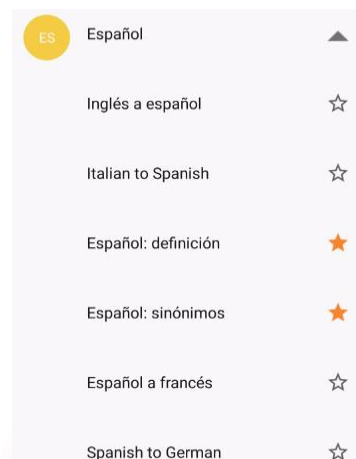 ES
Español
Inglés a español
Italian to Spanish
Español: definición
Español: sinónimos
Español a francés
Spanish to German